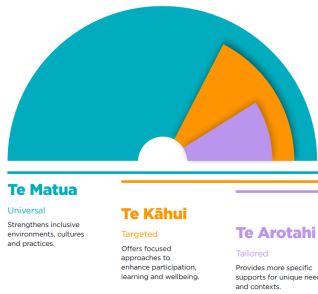 Te Matua
Universal
Strengthens inclusive
environments, cultures
and practices.
Te Kāhui
Targeted
Offers focused
approaches to
enhance participation,
learning and wellbeing.
Te Arotahi
Tailored
Provides more specific
supports for unique need
and contexts.